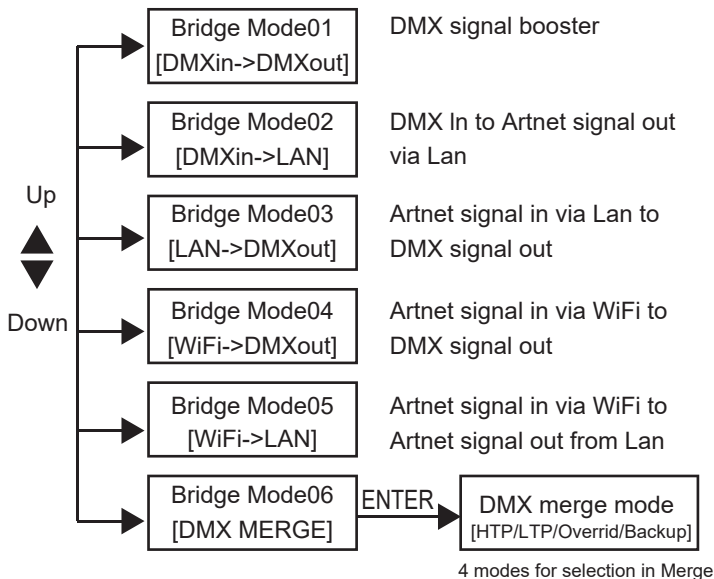 Bridge Mode01
[DMXin->DMXout]
DMX signal booster
Bridge Mode02
[DMXin->LAN]
DMX In to Artnet signal out
via Lan
Up
Bridge Mode03
[LAN->DMXout]
Artnet signal in via Lan to
DMX signal out
Down
Bridge Mode04
[WiFi->DMXout]
Artnet signal in via WiFi to
DMX signal out
Bridge Mode05
[WiFi->LAN]
Artnet signal in via WiFi to
Artnet signal out from Lan
Bridge Mode06
[DMX MERGE]
ENTER
DMX merge mode
[HTP/LTP/Overrid/Backup]
4 modes for selection in Merge